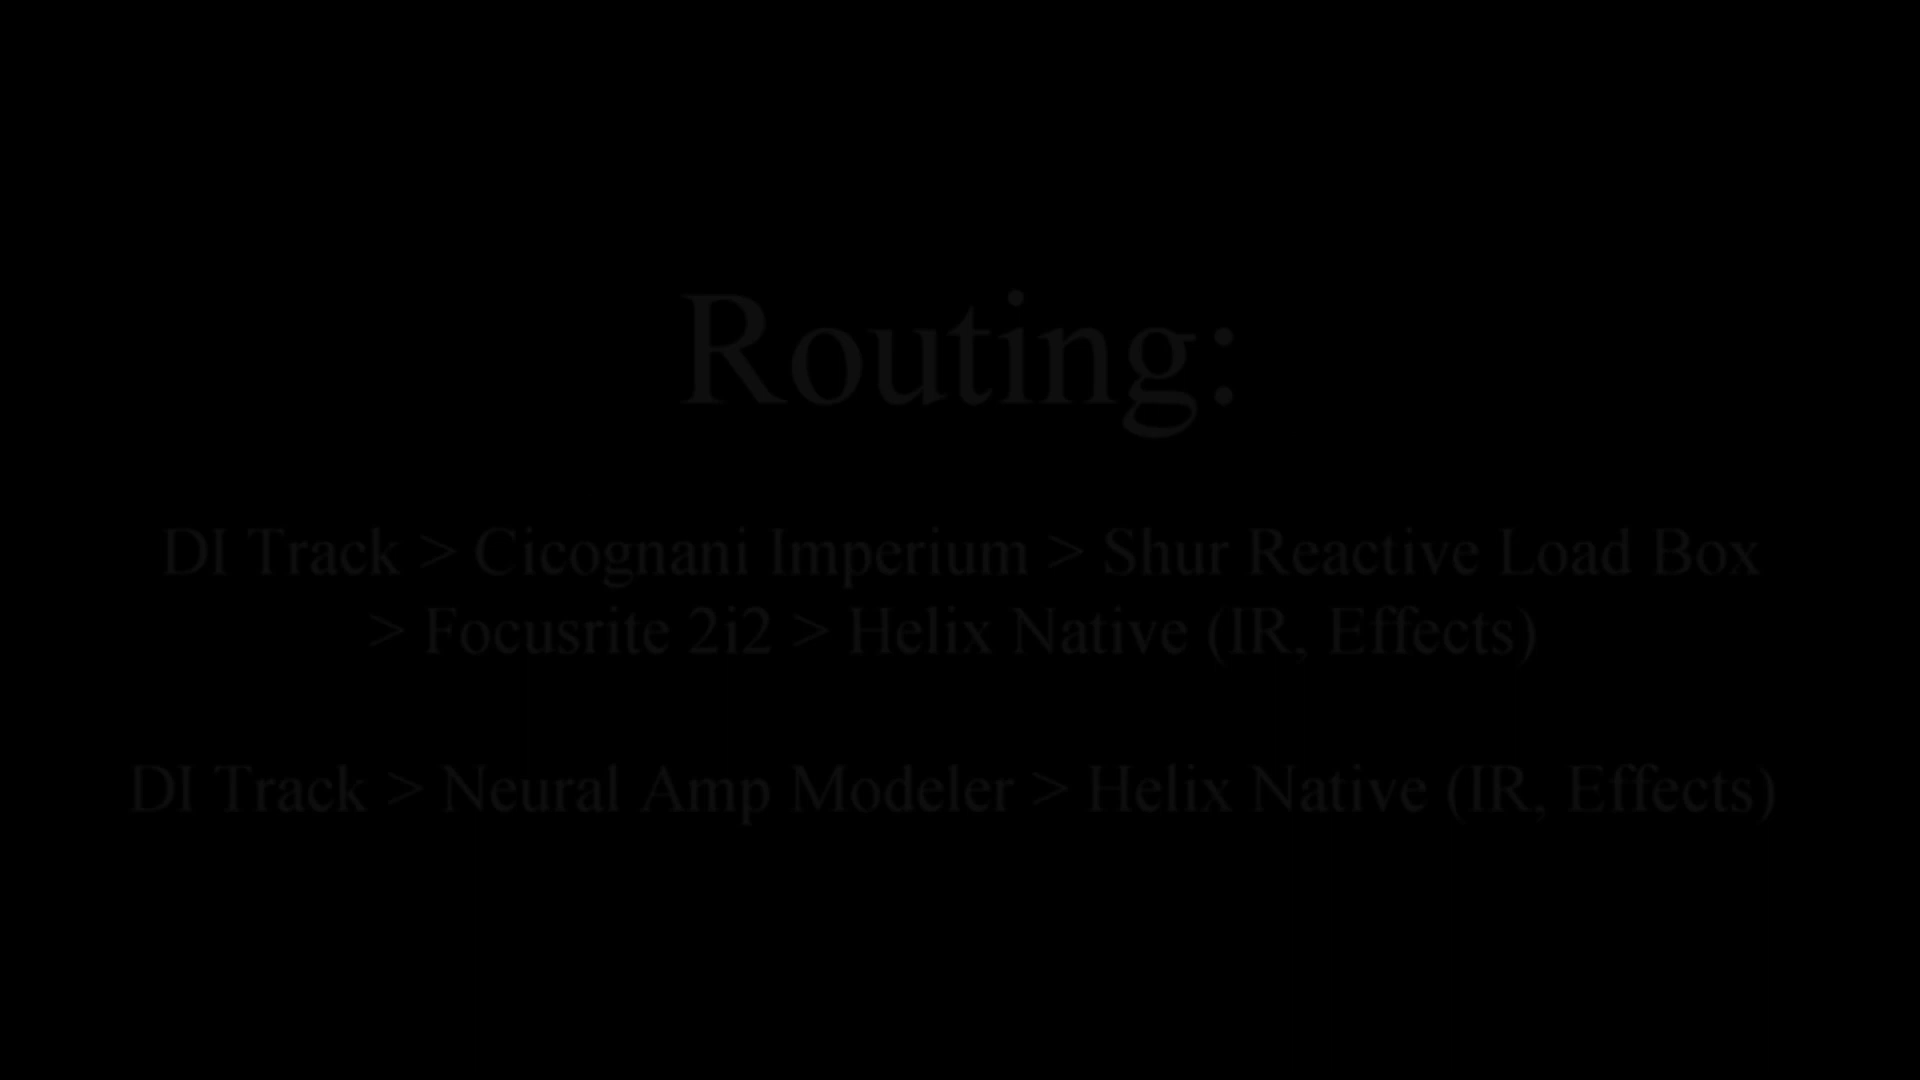 Routing:
DI Track > Cicognani Imperium > Shur Reactive Load Box
> Focusrite 2i2 > Helix Native (IR, Effects)
DI Track > Neural Amp Modeler > Helix Native (IR, Effects)